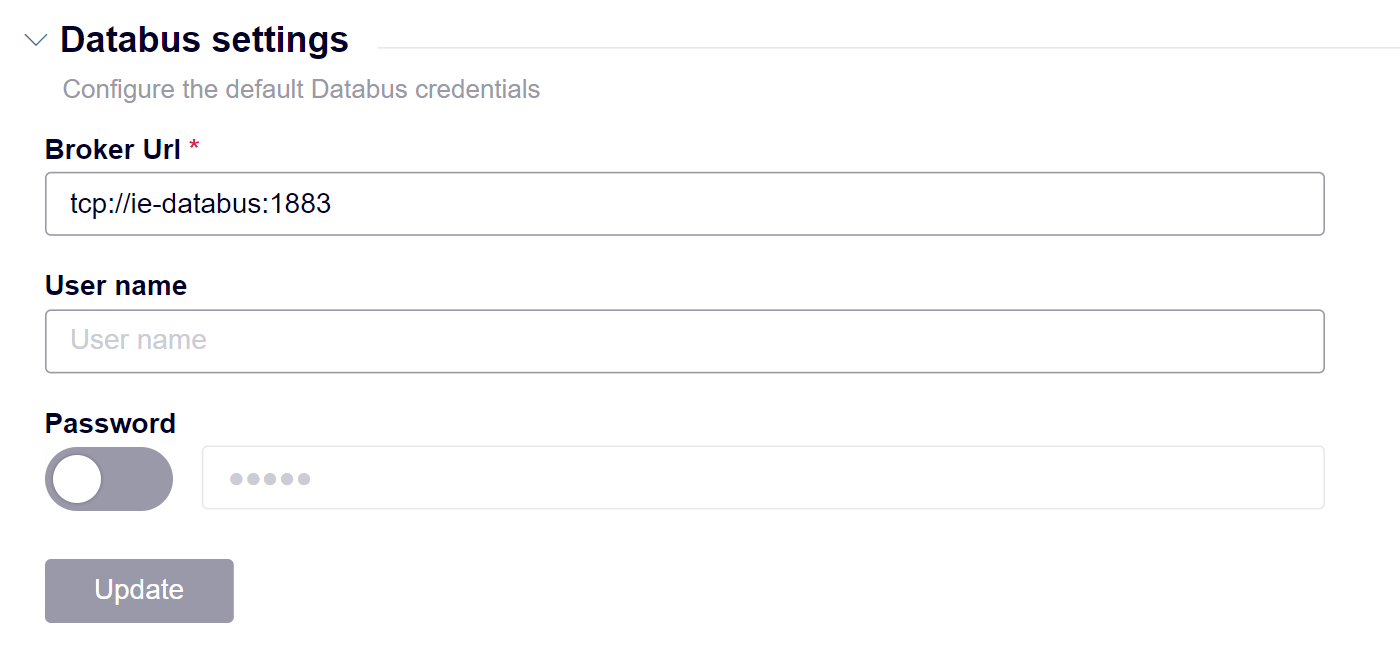 Databus settings
Configure the default Databus credentials
Broker Url *
tcp://ie-databus:1883
User name
User name
Password
•••••
Update